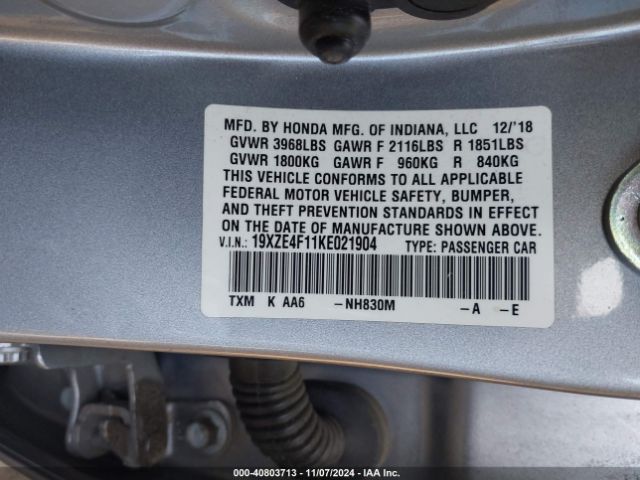 MFD. BY HONDA MFG. OF INDIANA, LLC 12/'18
GVWR 3968LBS GAWR F 2116LBS R 1851LBS
GVWR 1800KG GAWR F 960KG R 840KG
THIS VEHICLE CONFORMS TO ALL APPLICABLE
FEDERAL MOTOR VEHICLE SAFETY, BUMPER,
AND THEFT PREVENTION STANDARDS IN EFFECT
ON THE DATE OF MANUFACTURE SHOWN ABOVE.
V.I.N.: 19XZE4F11KE021904 TYPE: PASSENGER CAR
TXM K AA6 -NH830M -A -E
000-40803713 - 11/07/2024 - IAA Inc.